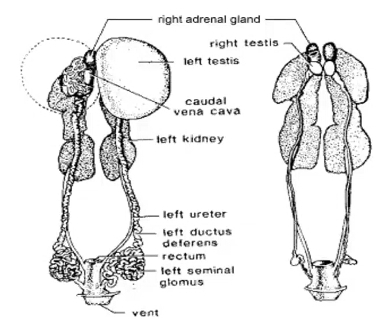 right adrenal gland
right testis
left testis
caudal
vena cava
left kidney
left ureter
left ductus
deferens
rectum
left seminal
glomus
vent